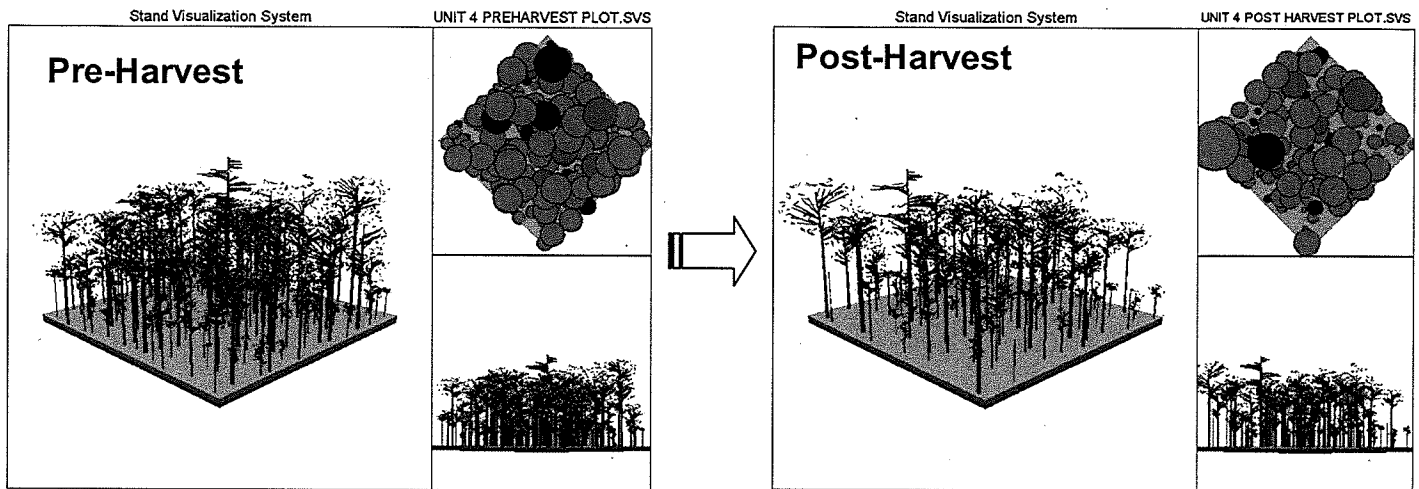 Stand Visualization System
UNIT 4 PREHARVEST PLOT.SVS
Pre-Harvest
Stand Visualization System
UNIT 4 POST HARVEST PLOT.SVS
Post-Harvest